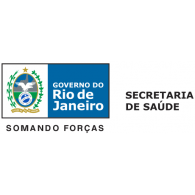 GOVERNO DO
Rio de
Janeiro
SOMANDO FORÇAS
SECRETARIA
DE SAÚDE